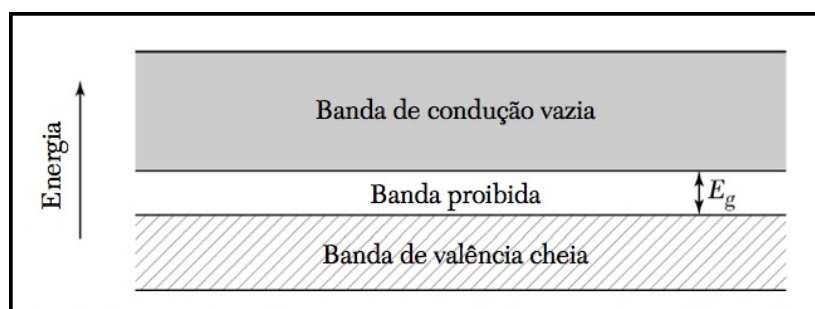 Energia
Banda de condução vazia
Banda proibida
E_g
Banda de valência cheia